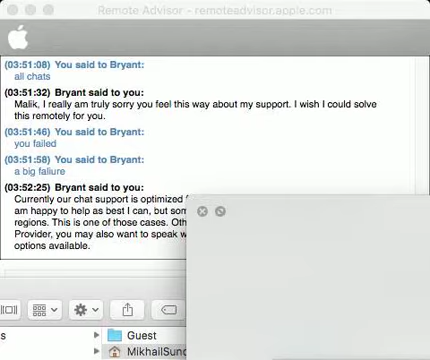 Remote Advisor - remoteadvisor.apple.com
(03:51:08) You said to Bryant:
all chats
(03:51:32) Bryant said to you:
Malik, I really am truly sorry you feel this way about my support. I wish I could solve
this remotely for you.
(03:51:46) You said to Bryant:
you failed
(03:51:58) You said to Bryant:
a big faliure
(03:52:25) Bryant said to you:
Currently our chat support is optimized
am happy to help as best I can, but som
regions. This is one of those cases. Oth
Provider, you may also want to speak w
options available.
s
Guest
MikhailSund